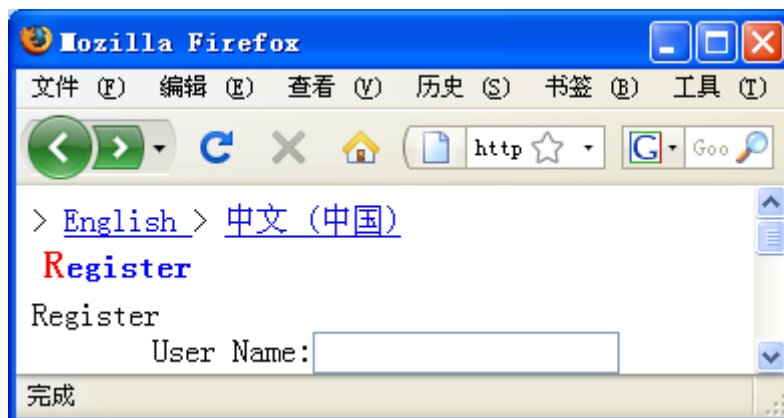 Mozilla Firefox
文件 (F) 编辑 (E) 查看 (V) 历史 (S) 书签 (B) 工具 (T)
http G Goo
> English > 中文 (中国)
Register
Register
User Name:
完成